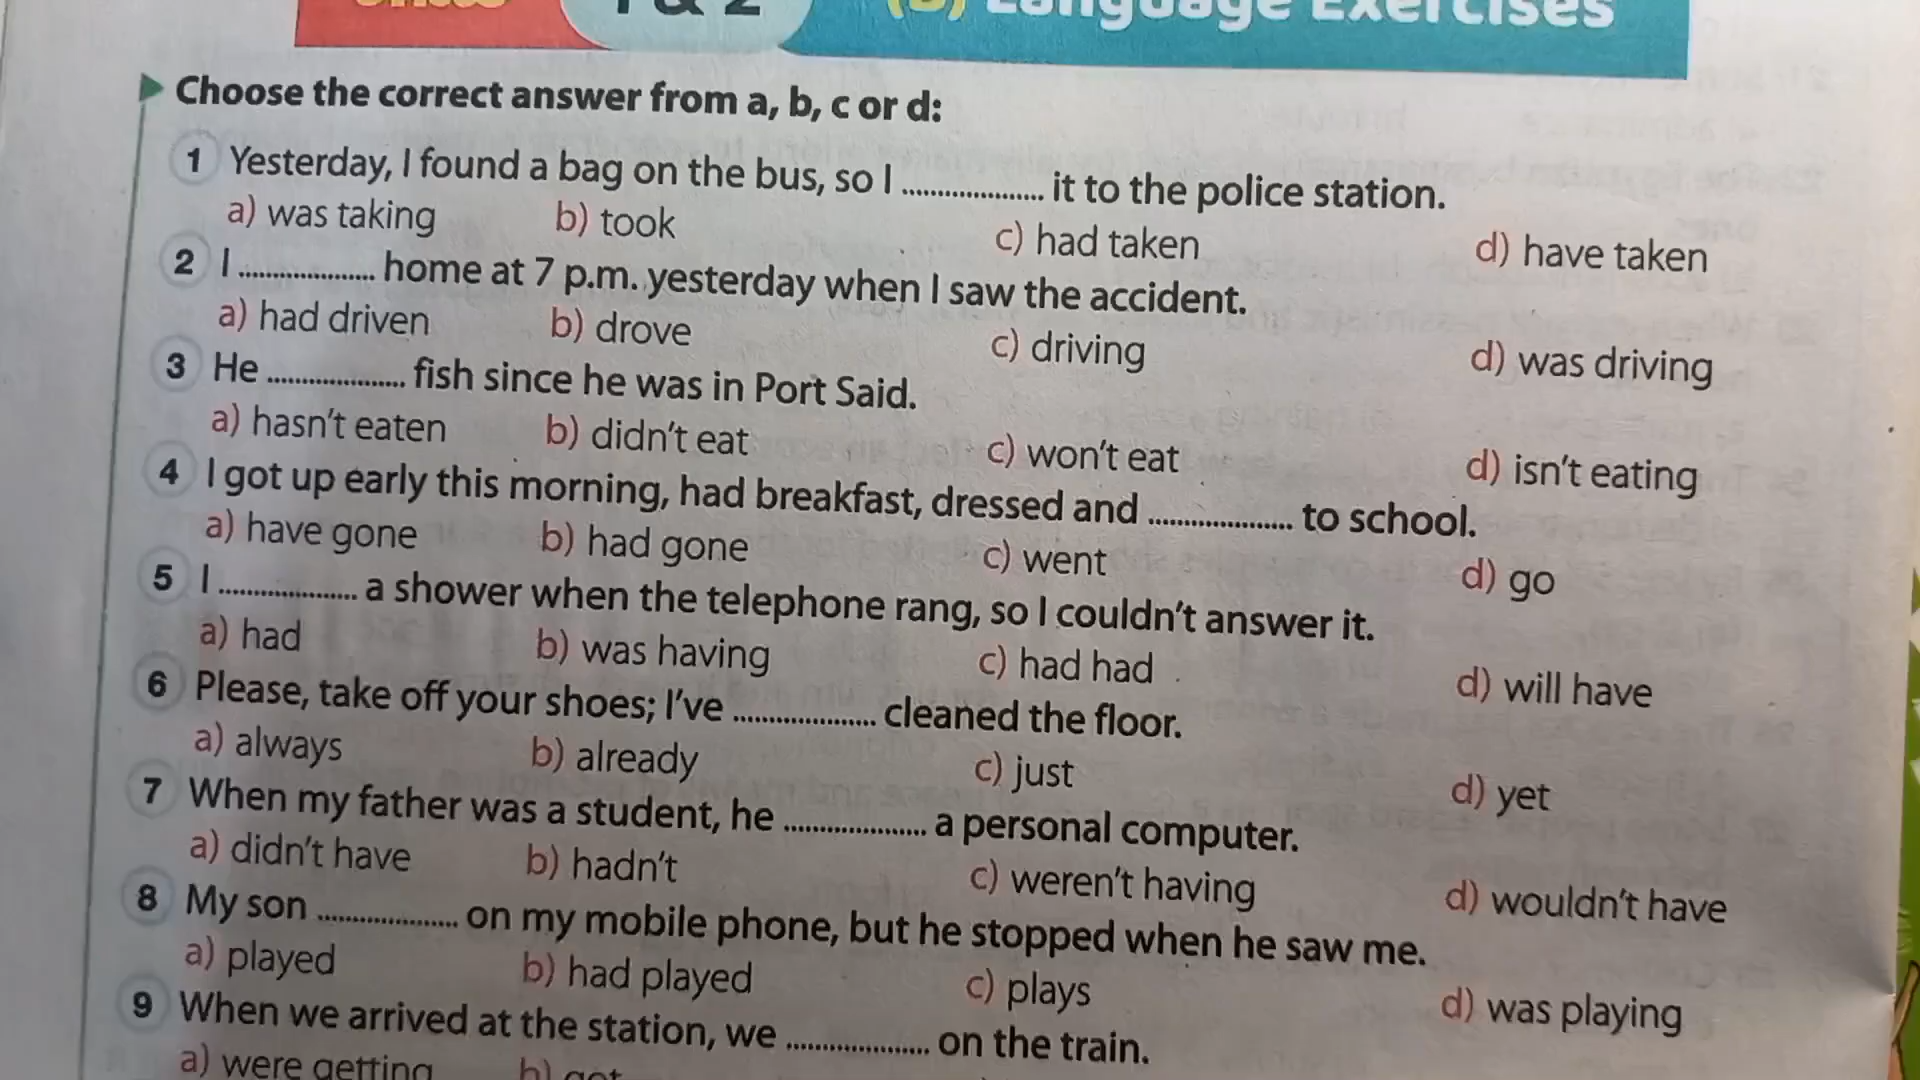 1 & 2 (B) Language Exercises
Choose the correct answer from a, b, c or d:
1 Yesterday, I found a bag on the bus, so I .................... it to the police station.
a) was taking b) took c) had taken d) have taken
2 I .................... home at 7 p.m. yesterday when I saw the accident.
a) had driven b) drove c) driving d) was driving
3 He .................... fish since he was in Port Said.
a) hasn't eaten b) didn't eat c) won't eat d) isn't eating
4 I got up early this morning, had breakfast, dressed and .................... to school.
a) have gone b) had gone c) went d) go
5 I .................... a shower when the telephone rang, so I couldn't answer it.
a) had b) was having c) had had d) will have
6 Please, take off your shoes; I've .................... cleaned the floor.
a) always b) already c) just d) yet
7 When my father was a student, he .................... a personal computer.
a) didn't have b) hadn't c) weren't having d) wouldn't have
8 My son .................... on my mobile phone, but he stopped when he saw me.
a) played b) had played c) plays d) was playing
9 When we arrived at the station, we .................... on the train.
a) were getting b) got